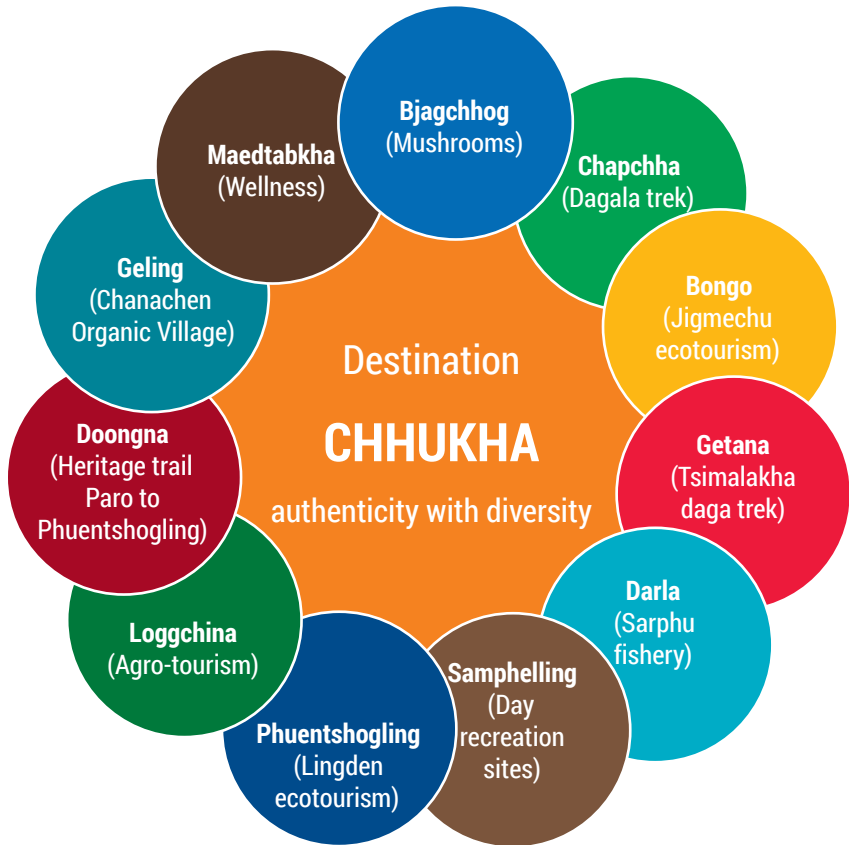 Bjagchhog
(Mushrooms)
Chapchha
(Dagala trek)
Bongo
(Jigmechu
ecotourism)
Getana
(Tsimalakha
daga trek)
Darla
(Sarphu
fishery)
Samphelling
(Day
recreation
sites)
Phuentshogling
(Lingden
ecotourism)
Loggchina
(Agro-tourism)
Doongna
(Heritage trail
Paro to
Phuentshogling)
Geling
(Chanachen
Organic Village)
Maedtabkha
(Wellness)
Destination
CHHUKHA
authenticity with diversity